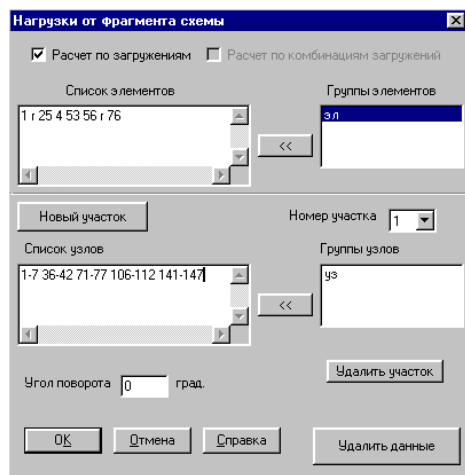 Нагрузки от фрагмента схемы
Расчет по загружениям Расчет по комбинациям загружений
Список элементов Группы элементов
1 r 25 4 53 56 r 76 эл
<<
Новый участок Номер участка 1
Список узлов Группы узлов
1-7 36-42 71-77 106-112 141-147 уз
<<
Удалить участок
Угол поворота 0 град.
OK Отмена Справка Удалить данные